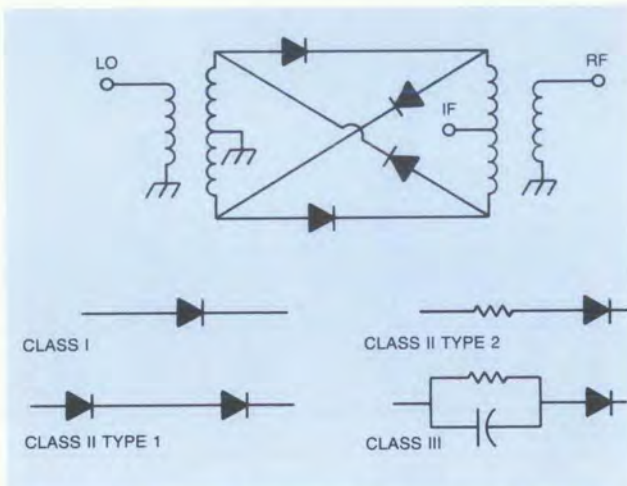 LO
RF
IF
CLASS I
CLASS II TYPE 2
CLASS II TYPE 1
CLASS III